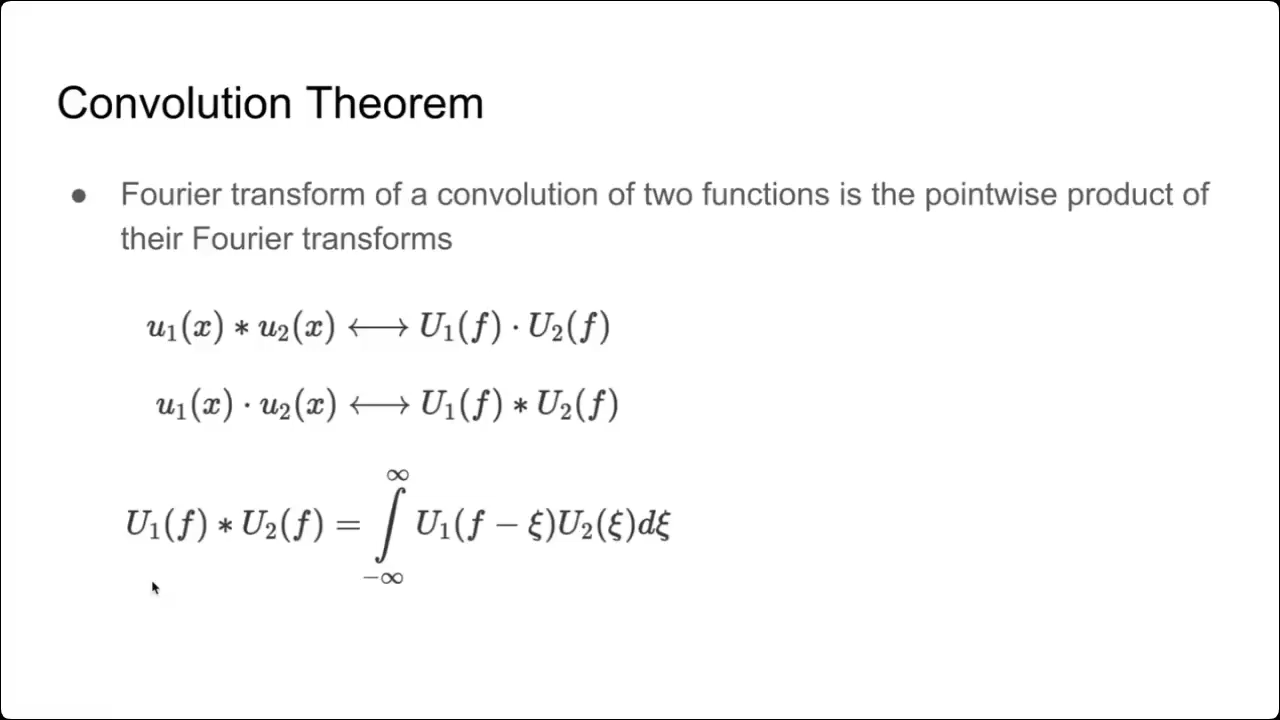 Convolution Theorem
● Fourier transform of a convolution of two functions is the pointwise product of
their Fourier transforms
u₁(x) ∗ u₂(x) ⟷ U₁(f) · U₂(f)
u₁(x) · u₂(x) ⟷ U₁(f) ∗ U₂(f)
U₁(f) ∗ U₂(f) = ∫_{−∞}^{∞} U₁(f − ξ)U₂(ξ)dξ